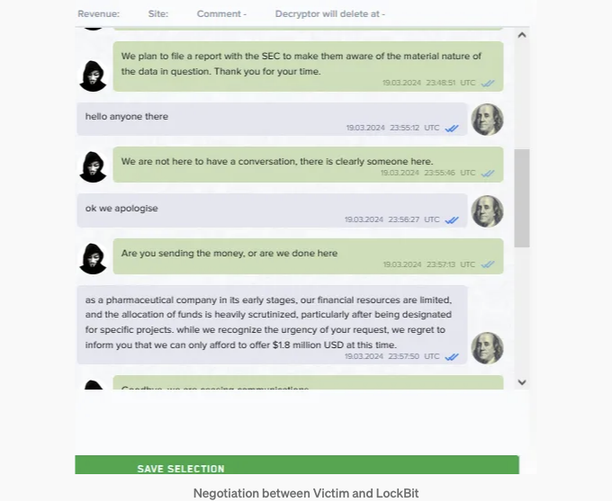 Revenue: Site: Comment - Decryptor will delete at -
We plan to file a report with the SEC to make them aware of the material nature of
the data in question. Thank you for your time.
19.03.2024 23:48:51 UTC
hello anyone there
19.03.2024 23:55:12 UTC
We are not here to have a conversation, there is clearly someone here.
19.03.2024 23:55:46 UTC
ok we apologise
19.03.2024 23:56:27 UTC
Are you sending the money, or are we done here
19.03.2024 23:57:13 UTC
as a pharmaceutical company in its early stages, our financial resources are limited,
and the allocation of funds is heavily scrutinized, particularly after being designated
for specific projects. while we recognize the urgency of your request, we regret to
inform you that we can only afford to offer $1.8 million USD at this time.
19.03.2024 23:57:50 UTC
Goodbye, we are ceasing communications
SAVE SELECTION
Negotiation between Victim and LockBit